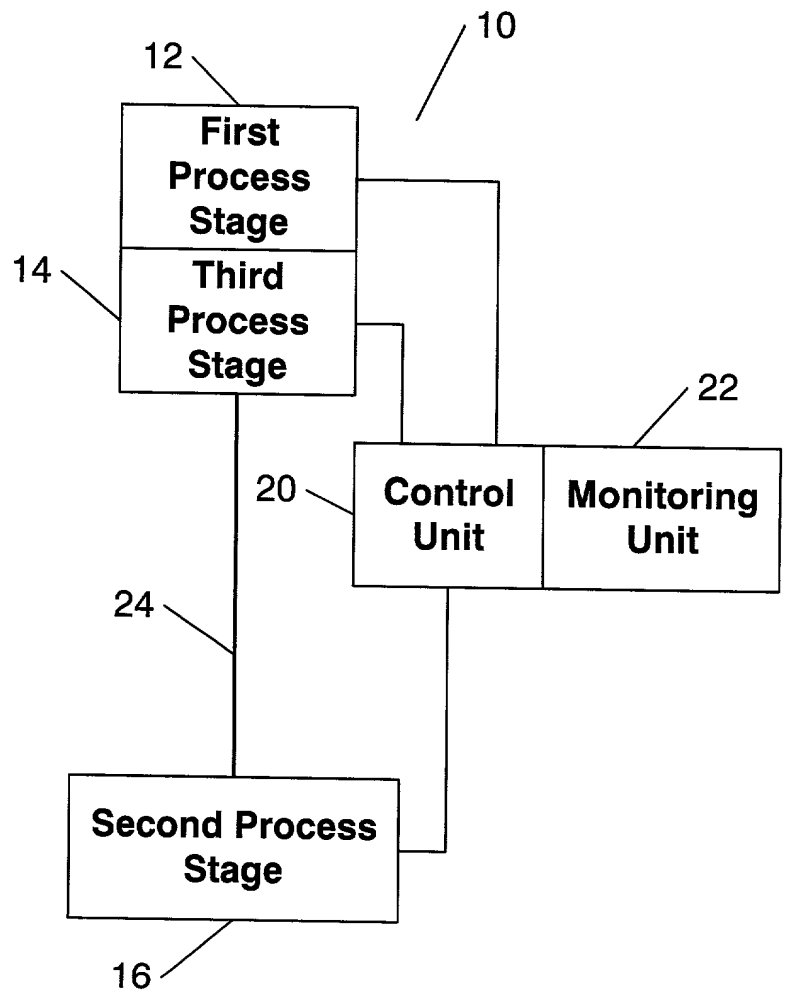 10
12
First
Process
Stage
14
Third
Process
Stage
22
20
Control
Unit
Monitoring
Unit
24
Second Process
Stage
16